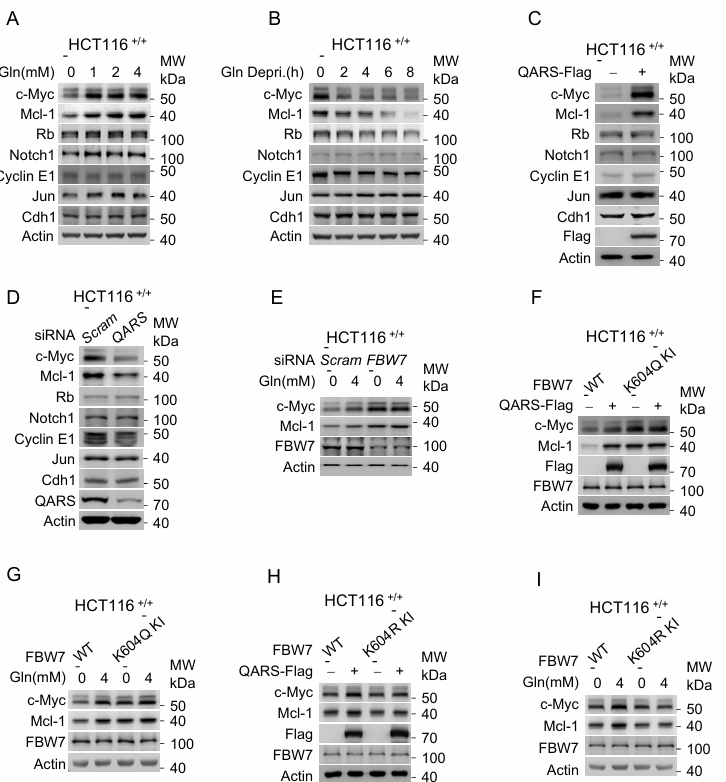 A
HCT116 +/+
MW
Gln(mM) 0 1 2 4 kDa
c-Myc 50
Mcl-1 40
Rb 100
Notch1 100
Cyclin E1 50
Jun 40
Cdh1 50
Actin 40
B
HCT116 +/+
MW
Gln Depri.(h) 0 2 4 6 8 kDa
c-Myc 50
Mcl-1 40
Rb 100
Notch1 100
Cyclin E1 50
Jun 40
Cdh1 50
Actin 40
C
HCT116 +/+
MW
QARS-Flag – + kDa
c-Myc 50
Mcl-1 40
Rb 100
Notch1 100
Cyclin E1 50
Jun 40
Cdh1 50
Flag 70
Actin 40
D
HCT116 +/+
MW
siRNA Scram QARS kDa
c-Myc 50
Mcl-1 40
Rb 100
Notch1 100
Cyclin E1 50
Jun 40
Cdh1 50
QARS 70
Actin 40
E
HCT116 +/+
siRNA Scram FBW7 MW
Gln(mM) 0 4 0 4 kDa
c-Myc 50
Mcl-1 40
FBW7 100
Actin 40
F
HCT116 +/+
FBW7 WT K604Q KI MW
QARS-Flag – + – + kDa
c-Myc 50
Mcl-1 40
Flag 70
FBW7 100
Actin 40
G
HCT116 +/+
FBW7 WT K604Q KI MW
Gln(mM) 0 4 0 4 kDa
c-Myc 50
Mcl-1 40
FBW7 100
Actin 40
H
HCT116 +/+
FBW7 WT K604R KI MW
QARS-Flag – + – + kDa
c-Myc 50
Mcl-1 40
Flag 70
FBW7 100
Actin 40
I
HCT116 +/+
FBW7 WT K604R KI MW
Gln(mM) 0 4 0 4 kDa
c-Myc 50
Mcl-1 40
FBW7 100
Actin 40